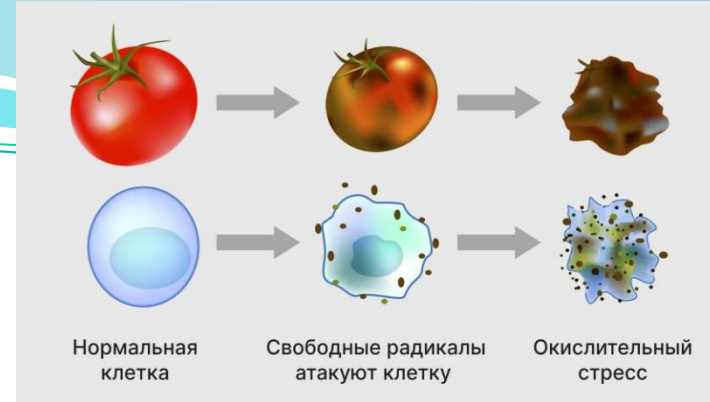 Нормальная
клетка
Свободные радикалы
атакуют клетку
Окислительный
стресс